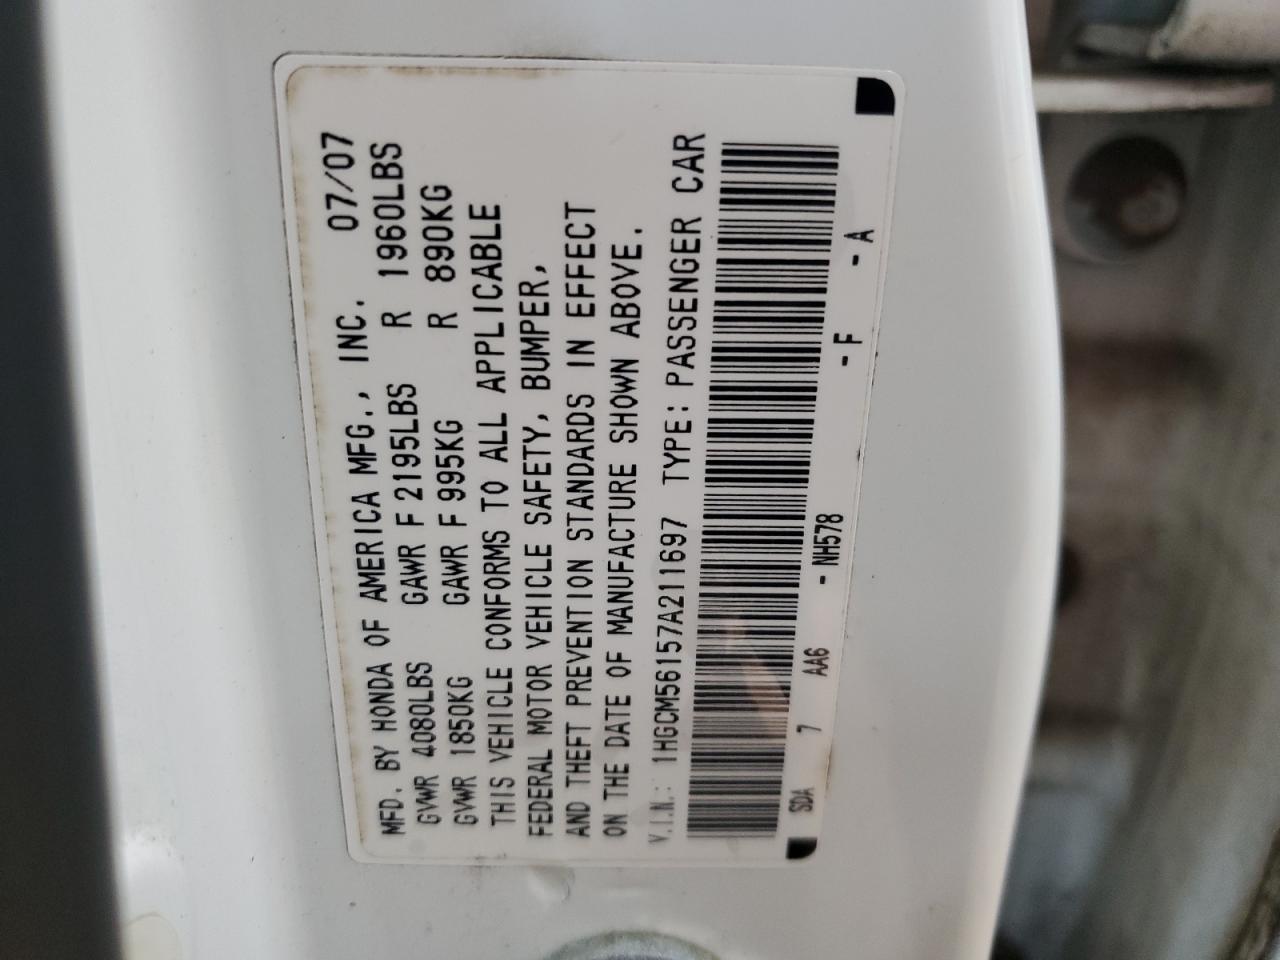 MFD. BY HONDA OF AMERICA MFG., INC. 07/07
GVWR 4080LBS GAWR F 2195LBS R 1960LBS
GVWR 1850KG GAWR F 995KG R 890KG
THIS VEHICLE CONFORMS TO ALL APPLICABLE
FEDERAL MOTOR VEHICLE SAFETY, BUMPER,
AND THEFT PREVENTION STANDARDS IN EFFECT
ON THE DATE OF MANUFACTURE SHOWN ABOVE.
V.I.N.: 1HGCM56157A211697 TYPE: PASSENGER CAR
SDA 7 AA6 - NH578 - F - A